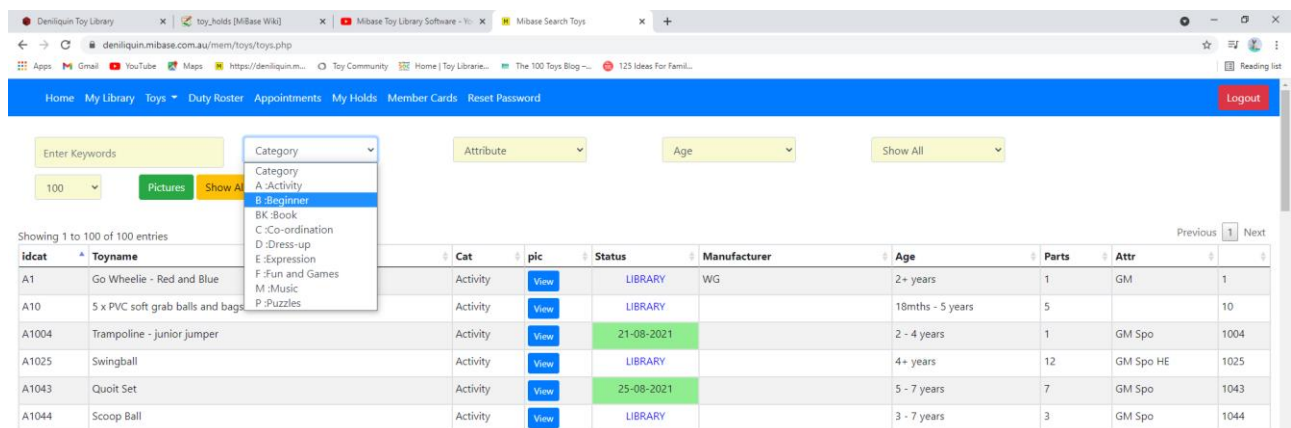 Deniliquin Toy Library toy_holds [MiBase Wiki] Mibase Toy Library Software - Yo Mibase Search Toys
deniliquin.mibase.com.au/mem/toys/toys.php
Apps Gmail YouTube Maps https://deniliquin.m... Toy Community Home | Toy Librarie... The 100 Toys Blog –... 125 Ideas For Famil... Reading list
Home My Library Toys Duty Roster Appointments My Holds Member Cards Reset Password Logout
Enter Keywords Category Attribute Age Show All
100 Pictures Show Al
Category
A :Activity
B :Beginner
BK :Book
C :Co-ordination
D :Dress-up
E :Expression
F :Fun and Games
M :Music
P :Puzzles
Showing 1 to 100 of 100 entries Previous 1 Next
idcat Toyname Cat pic Status Manufacturer Age Parts Attr
A1 Go Wheelie - Red and Blue Activity View LIBRARY WG 2+ years 1 GM 1
A10 5 x PVC soft grab balls and bags Activity View LIBRARY 18mths - 5 years 5 10
A1004 Trampoline - junior jumper Activity View 21-08-2021 2 - 4 years 1 GM Spo 1004
A1025 Swingball Activity View LIBRARY 4+ years 12 GM Spo HE 1025
A1043 Quoit Set Activity View 25-08-2021 5 - 7 years 7 GM Spo 1043
A1044 Scoop Ball Activity View LIBRARY 3 - 7 years 3 GM Spo 1044